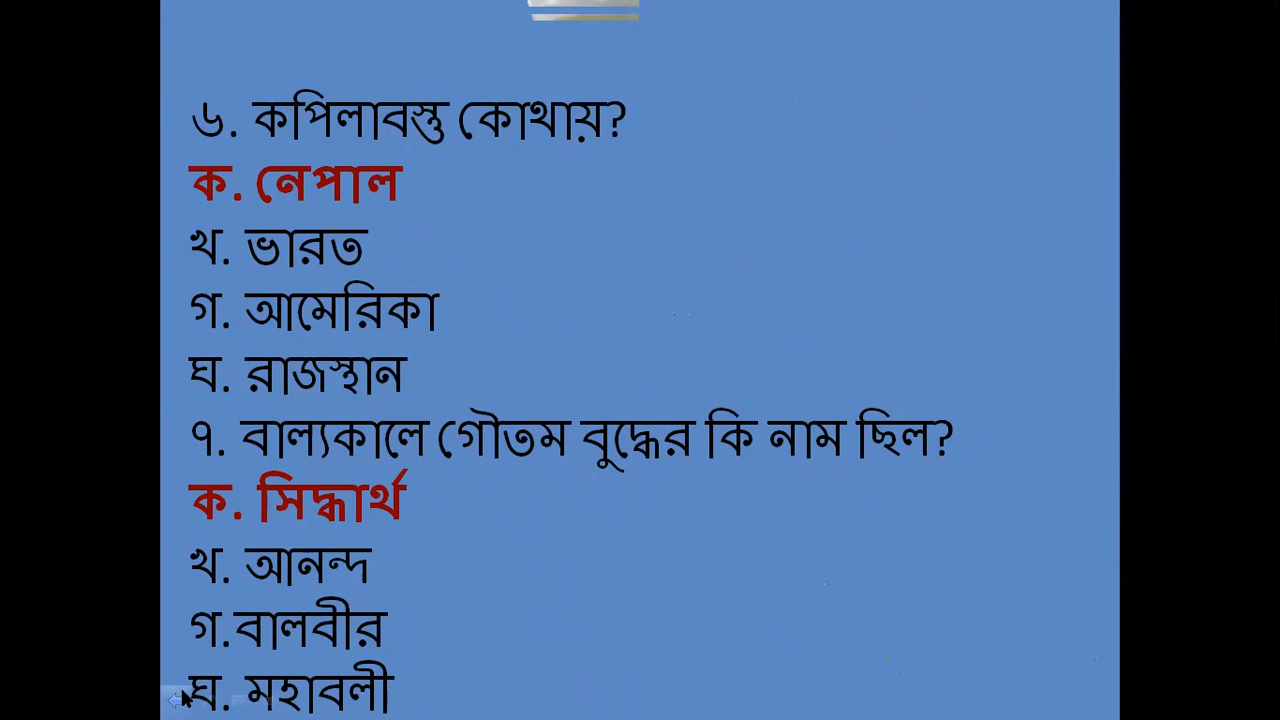 ৬. কপিলাবস্তু কোথায়?
ক. নেপাল
খ. ভারত
গ. আমেরিকা
ঘ. রাজস্থান
৭. বাল্যকালে গৌতম বুদ্ধের কি নাম ছিল?
ক. সিদ্ধার্থ
খ. আনন্দ
গ.বালবীর
ঘ. মহাবলী